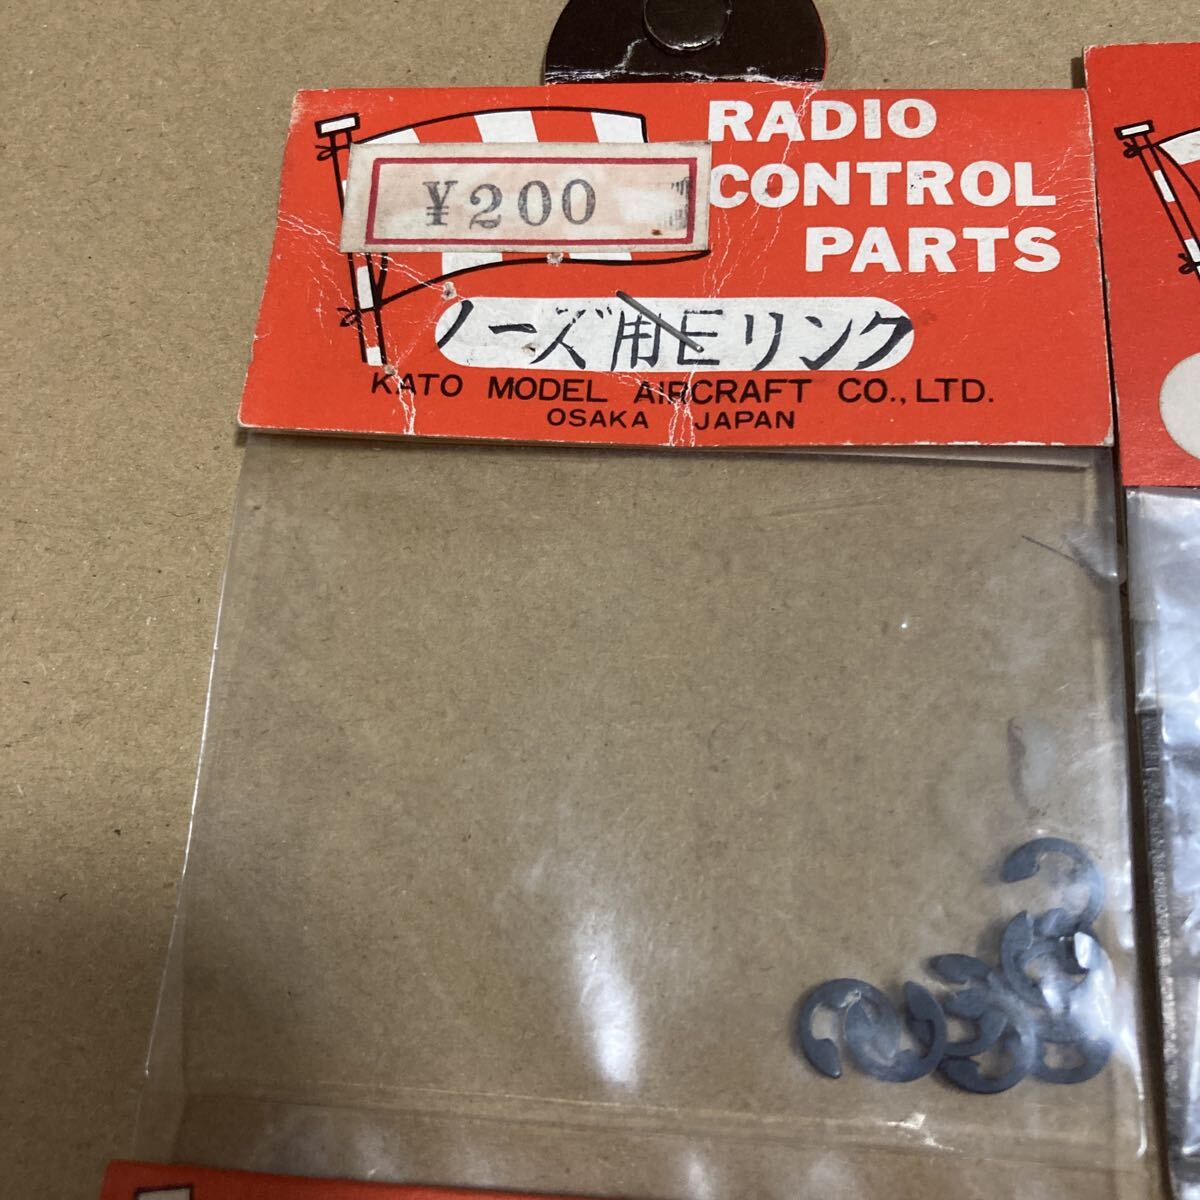 RADIO
CONTROL
PARTS
¥200
ノーズ用Eリンク
KATO MODEL AIRCRAFT CO., LTD.
OSAKA JAPAN